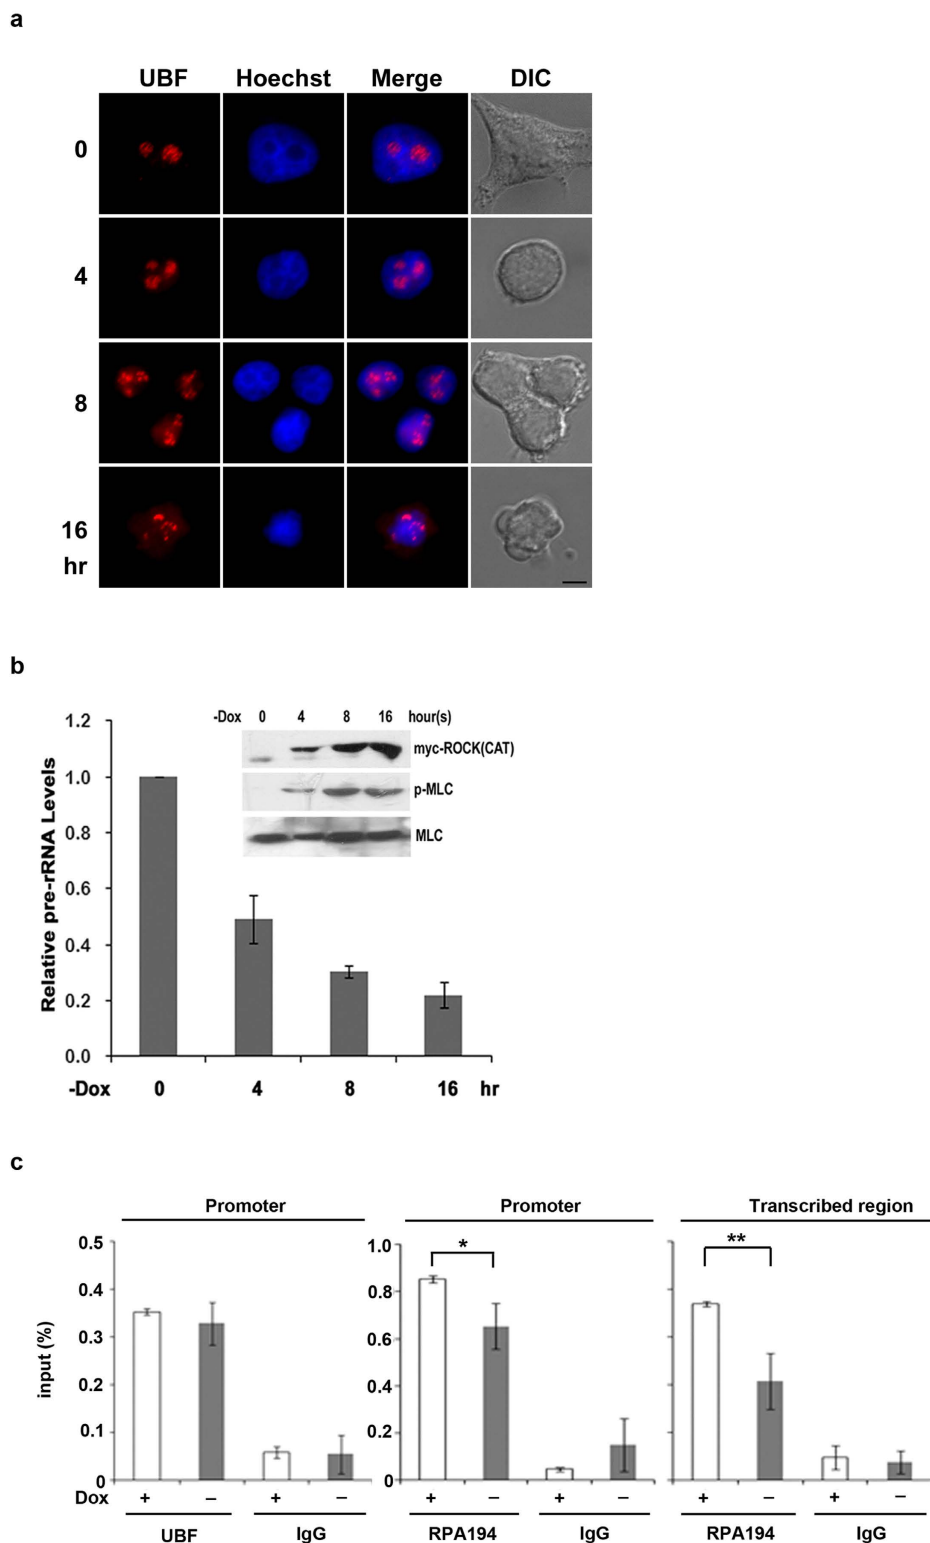 a
UBF Hoechst Merge DIC
0
4
8
16
hr
b
-Dox 0 4 8 16 hour(s)
myc-ROCK(CAT)
p-MLC
MLC
Relative pre-rRNA Levels
1.2
1.0
0.8
0.6
0.4
0.2
0.0
-Dox 0 4 8 16 hr
c
Promoter Promoter Transcribed region
input (%)
0.5
0.4
0.3
0.2
0.1
0
1.0
0.8
0.6
0.4
0.2
0
* **
Dox + – + – + – + – + – + –
UBF IgG RPA194 IgG RPA194 IgG